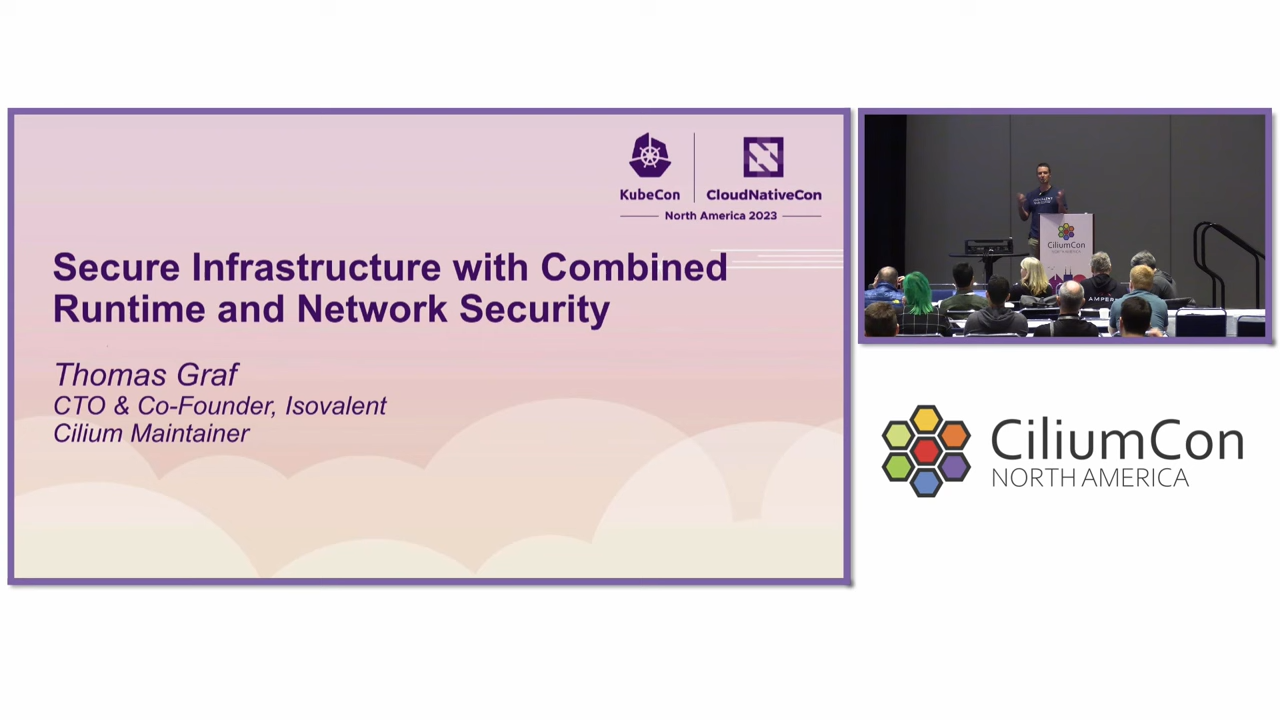 KubeCon
CloudNativeCon
North America 2023
Secure Infrastructure with Combined
Runtime and Network Security
Thomas Graf
CTO & Co-Founder, Isovalent
Cilium Maintainer
CiliumCon
AMPERE
CiliumCon
NORTH AMERICA